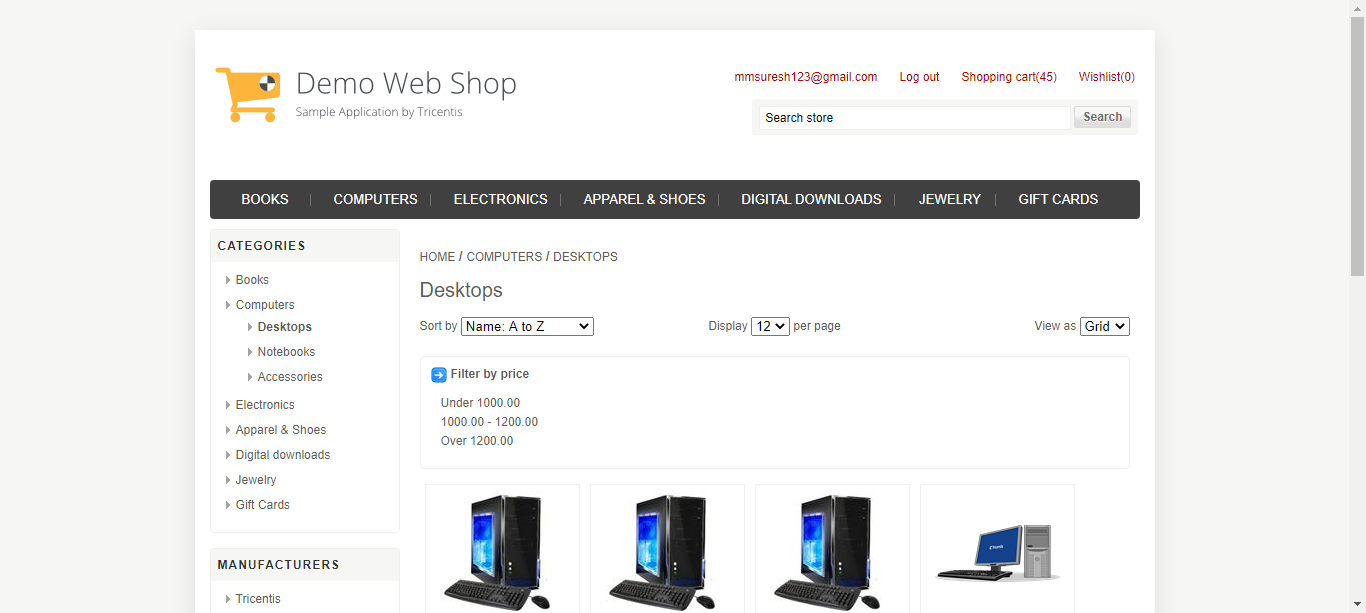 Demo Web Shop
Sample Application by Tricentis
mmsuresh123@gmail.com Log out Shopping cart(45) Wishlist(0)
Search store Search
BOOKS COMPUTERS ELECTRONICS APPAREL & SHOES DIGITAL DOWNLOADS JEWELRY GIFT CARDS
CATEGORIES
Books
Computers
Desktops
Notebooks
Accessories
Electronics
Apparel & Shoes
Digital downloads
Jewelry
Gift Cards
MANUFACTURERS
Tricentis
HOME / COMPUTERS / DESKTOPS
Desktops
Sort by Name: A to Z Display 12 per page View as Grid
Filter by price
Under 1000.00
1000.00 - 1200.00
Over 1200.00